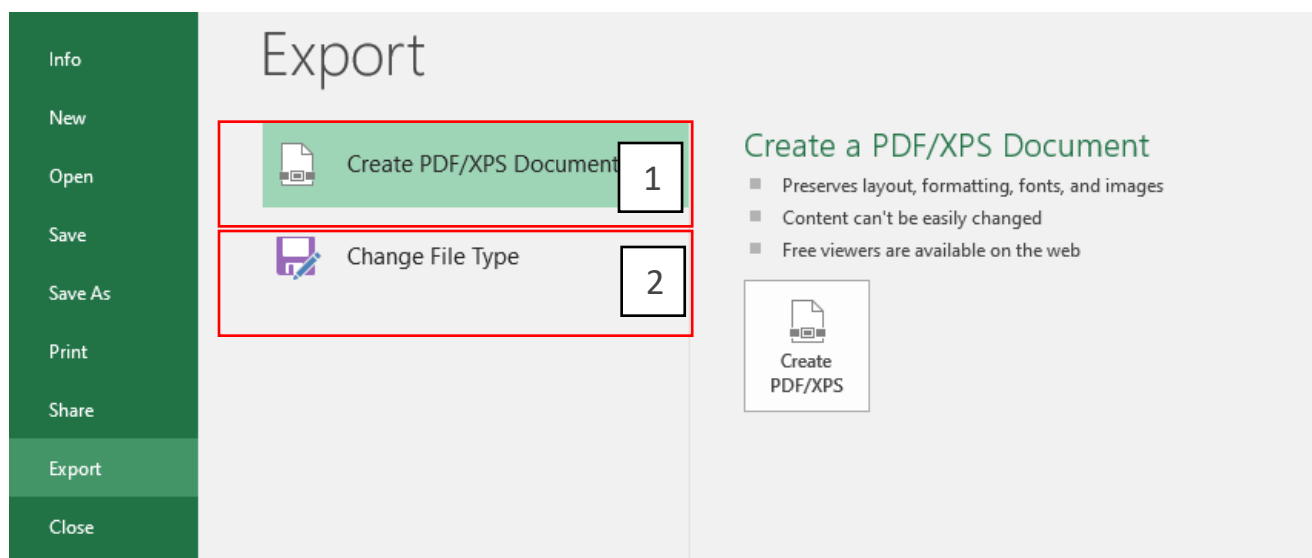 Info
New
Open
Save
Save As
Print
Share
Export
Close
Export
Create PDF/XPS Document
1
Change File Type
2
Create a PDF/XPS Document
Preserves layout, formatting, fonts, and images
Content can't be easily changed
Free viewers are available on the web
Create
PDF/XPS